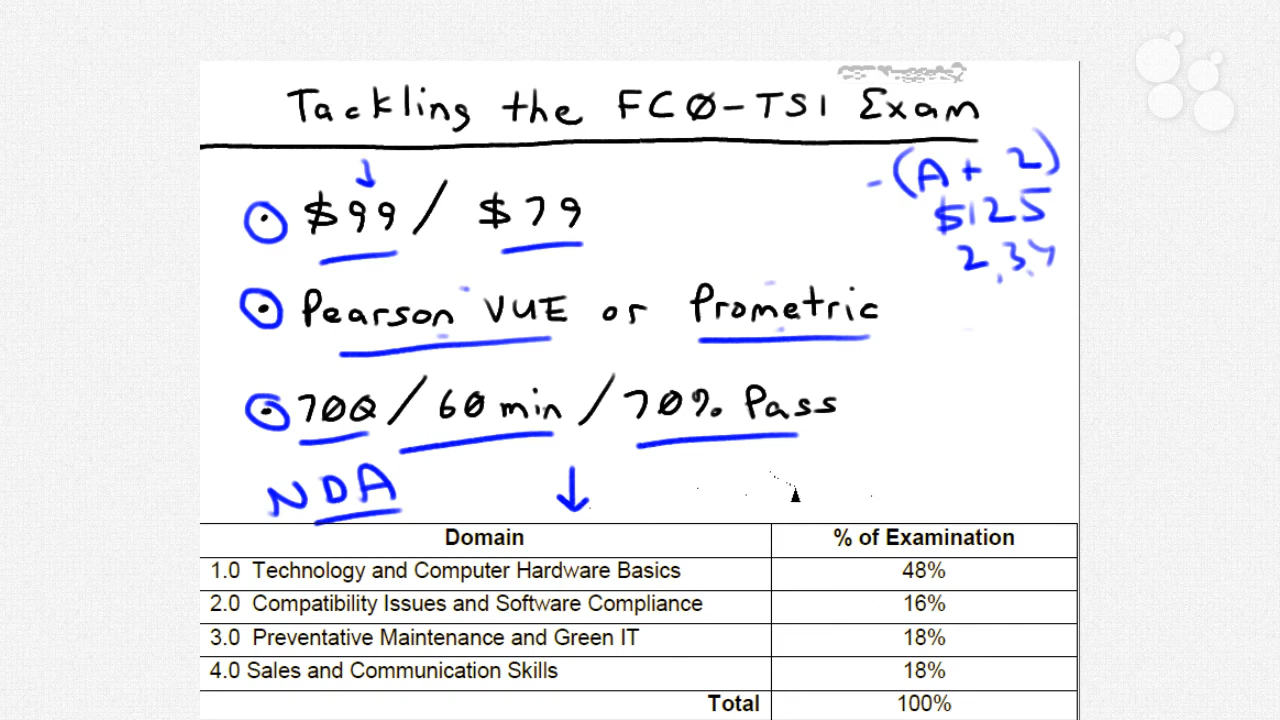 Tackling the FC0-TS1 Exam
- (A+ 2)
$99 / $79
$125
2,3,4
Pearson VUE or Prometric
70Q / 60 min / 70% Pass
NDA
Domain % of Examination
1.0 Technology and Computer Hardware Basics 48%
2.0 Compatibility Issues and Software Compliance 16%
3.0 Preventative Maintenance and Green IT 18%
4.0 Sales and Communication Skills 18%
Total 100%